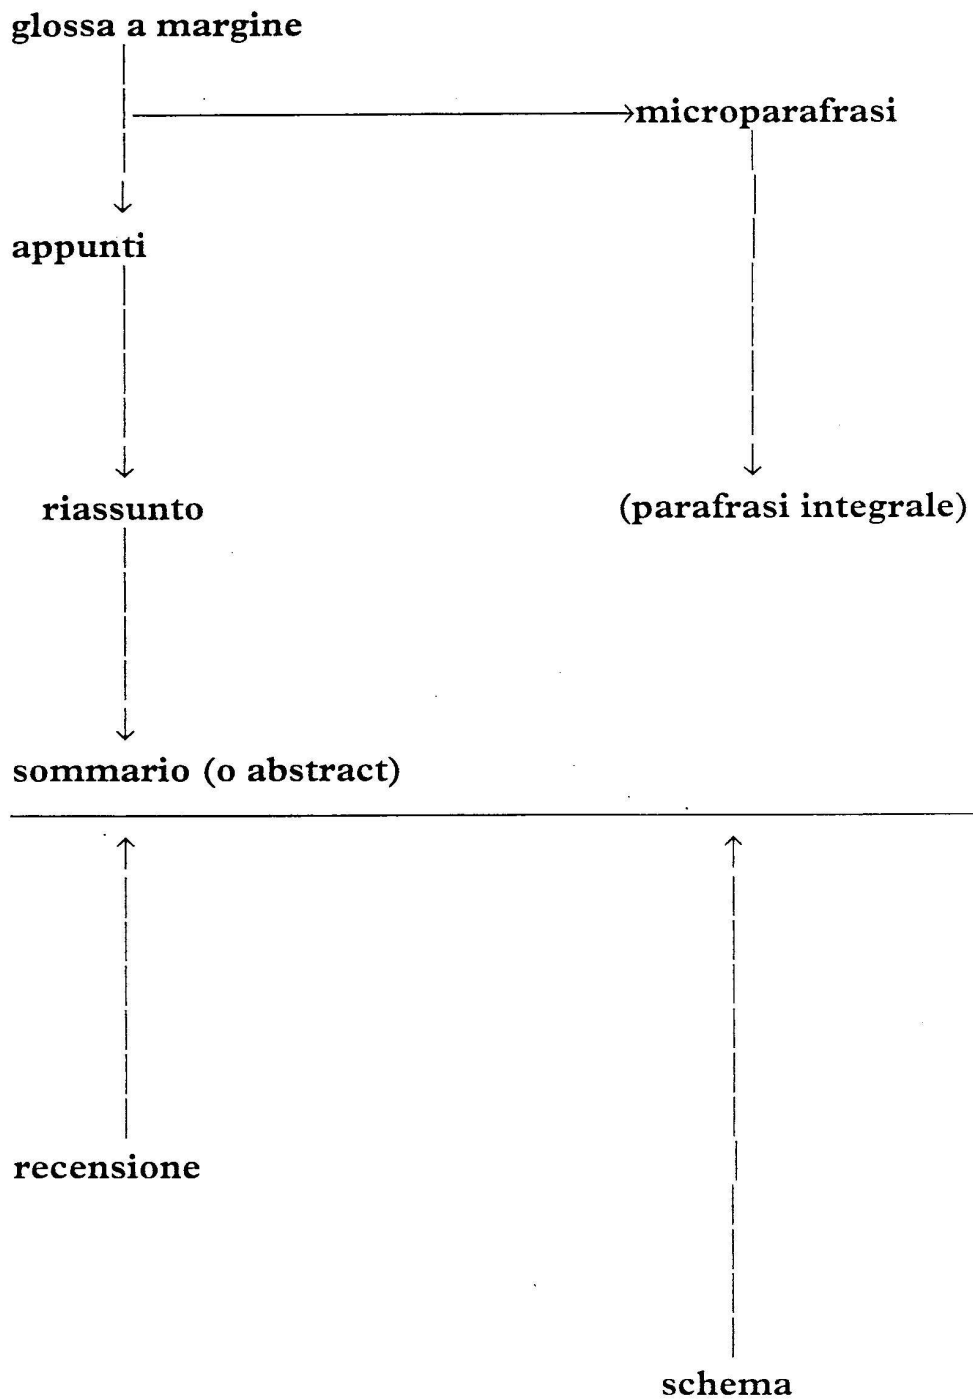 glossa a margine
microparafrasi
appunti
riassunto
(parafrasi integrale)
sommario (o abstract)
recensione
schema